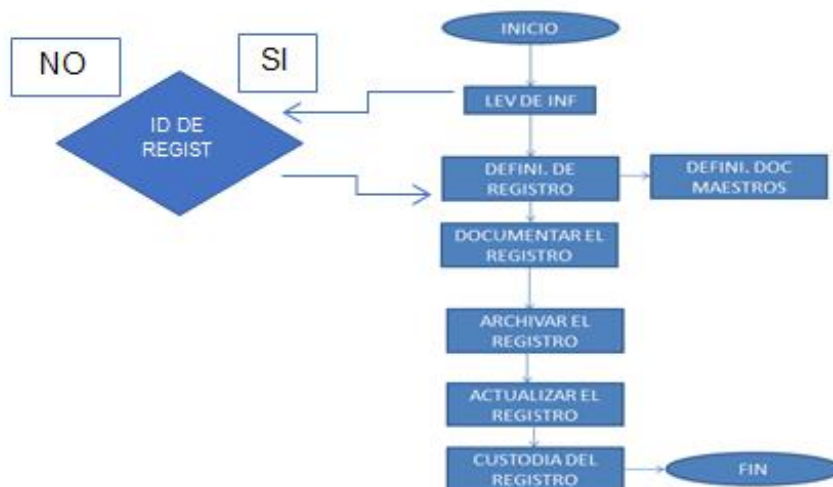 INICIO
NO
SI
LEV DE INF
ID DE
REGIST
DEFINI. DE
REGISTRO
DEFINI. DOC
MAESTROS
DOCUMENTAR EL
REGISTRO
ARCHIVAR EL
REGISTRO
ACTUALIZAR EL
REGISTRO
CUSTODIA DEL
REGISTRO
FIN